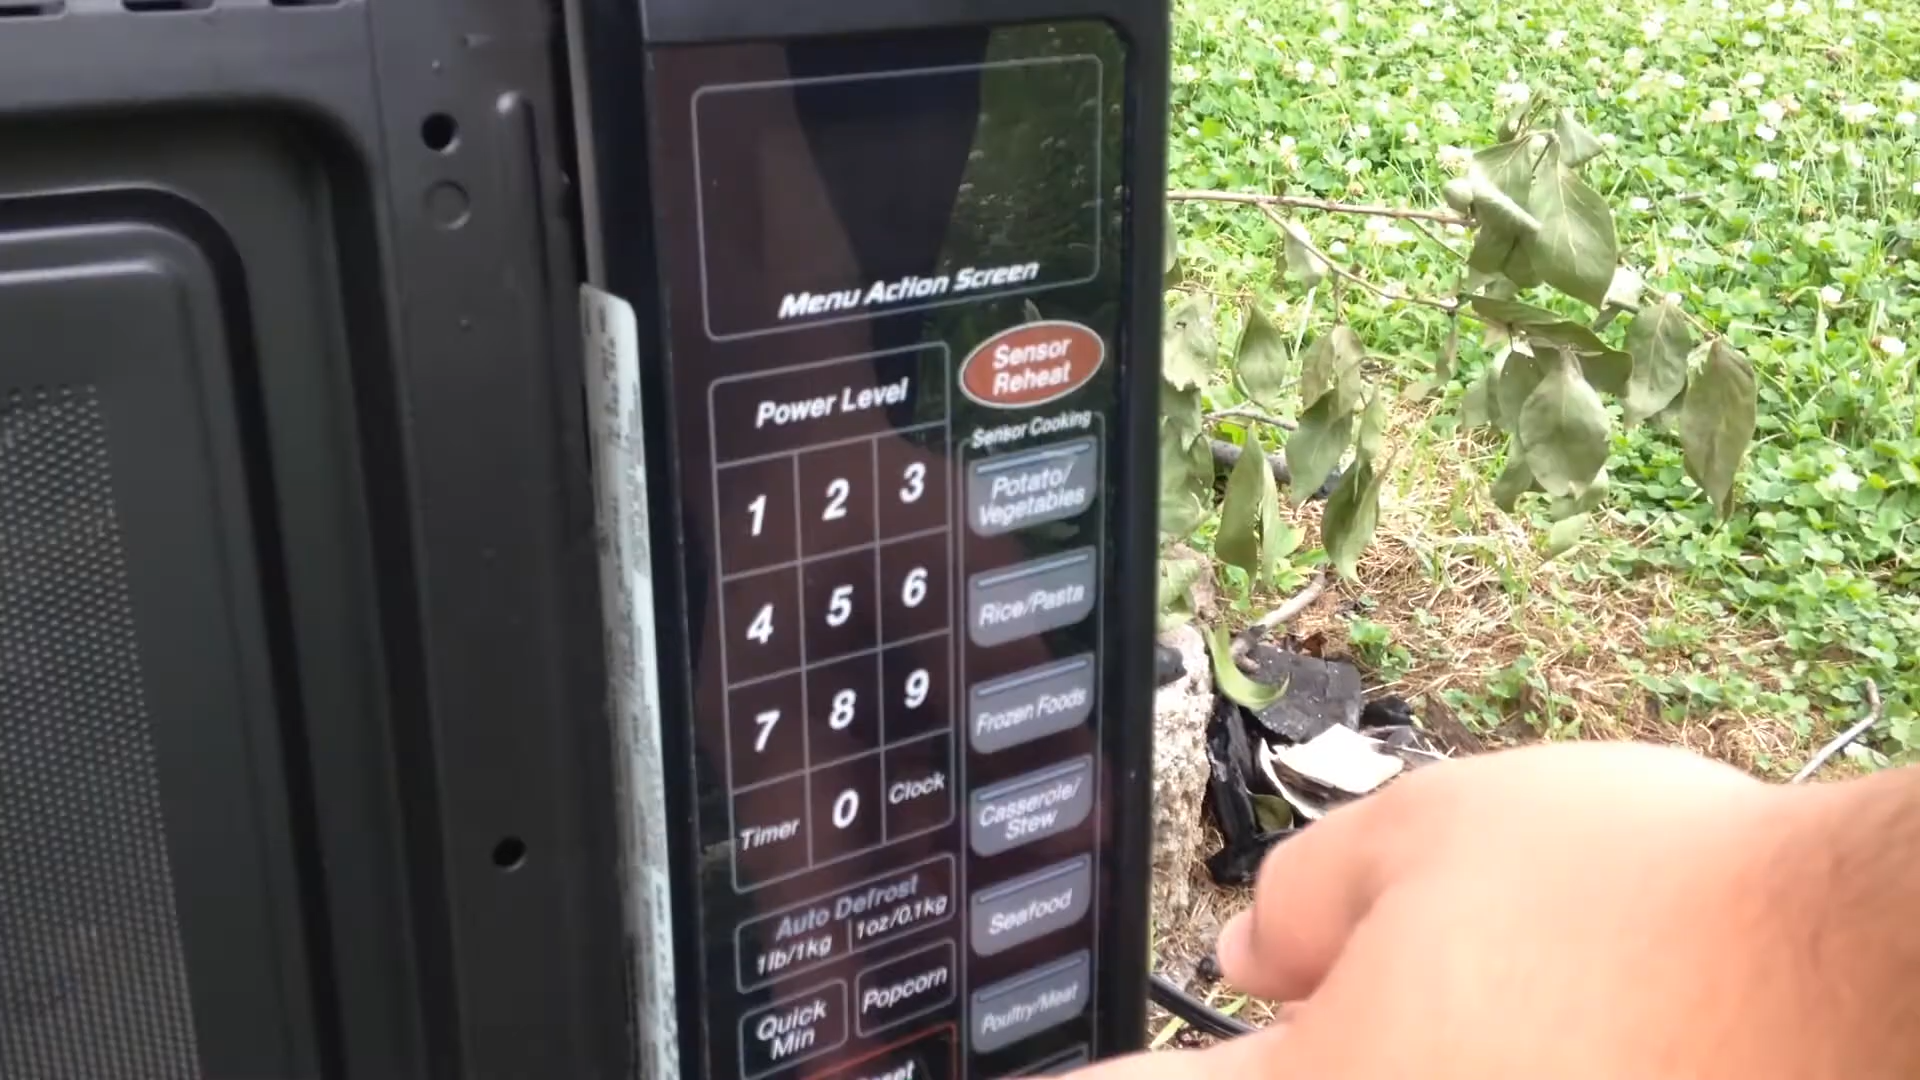 Menu Action Screen
Sensor
Reheat
Power Level
Sensor Cooking
1 2 3
Potato/
Vegetables
4 5 6
Rice/Pasta
7 8 9
Frozen Foods
Timer 0 Clock
Casserole/
Stew
Auto Defrost
1lb/1kg 1oz/0.1kg
Seafood
Quick
Min
Popcorn
Poultry/Meat